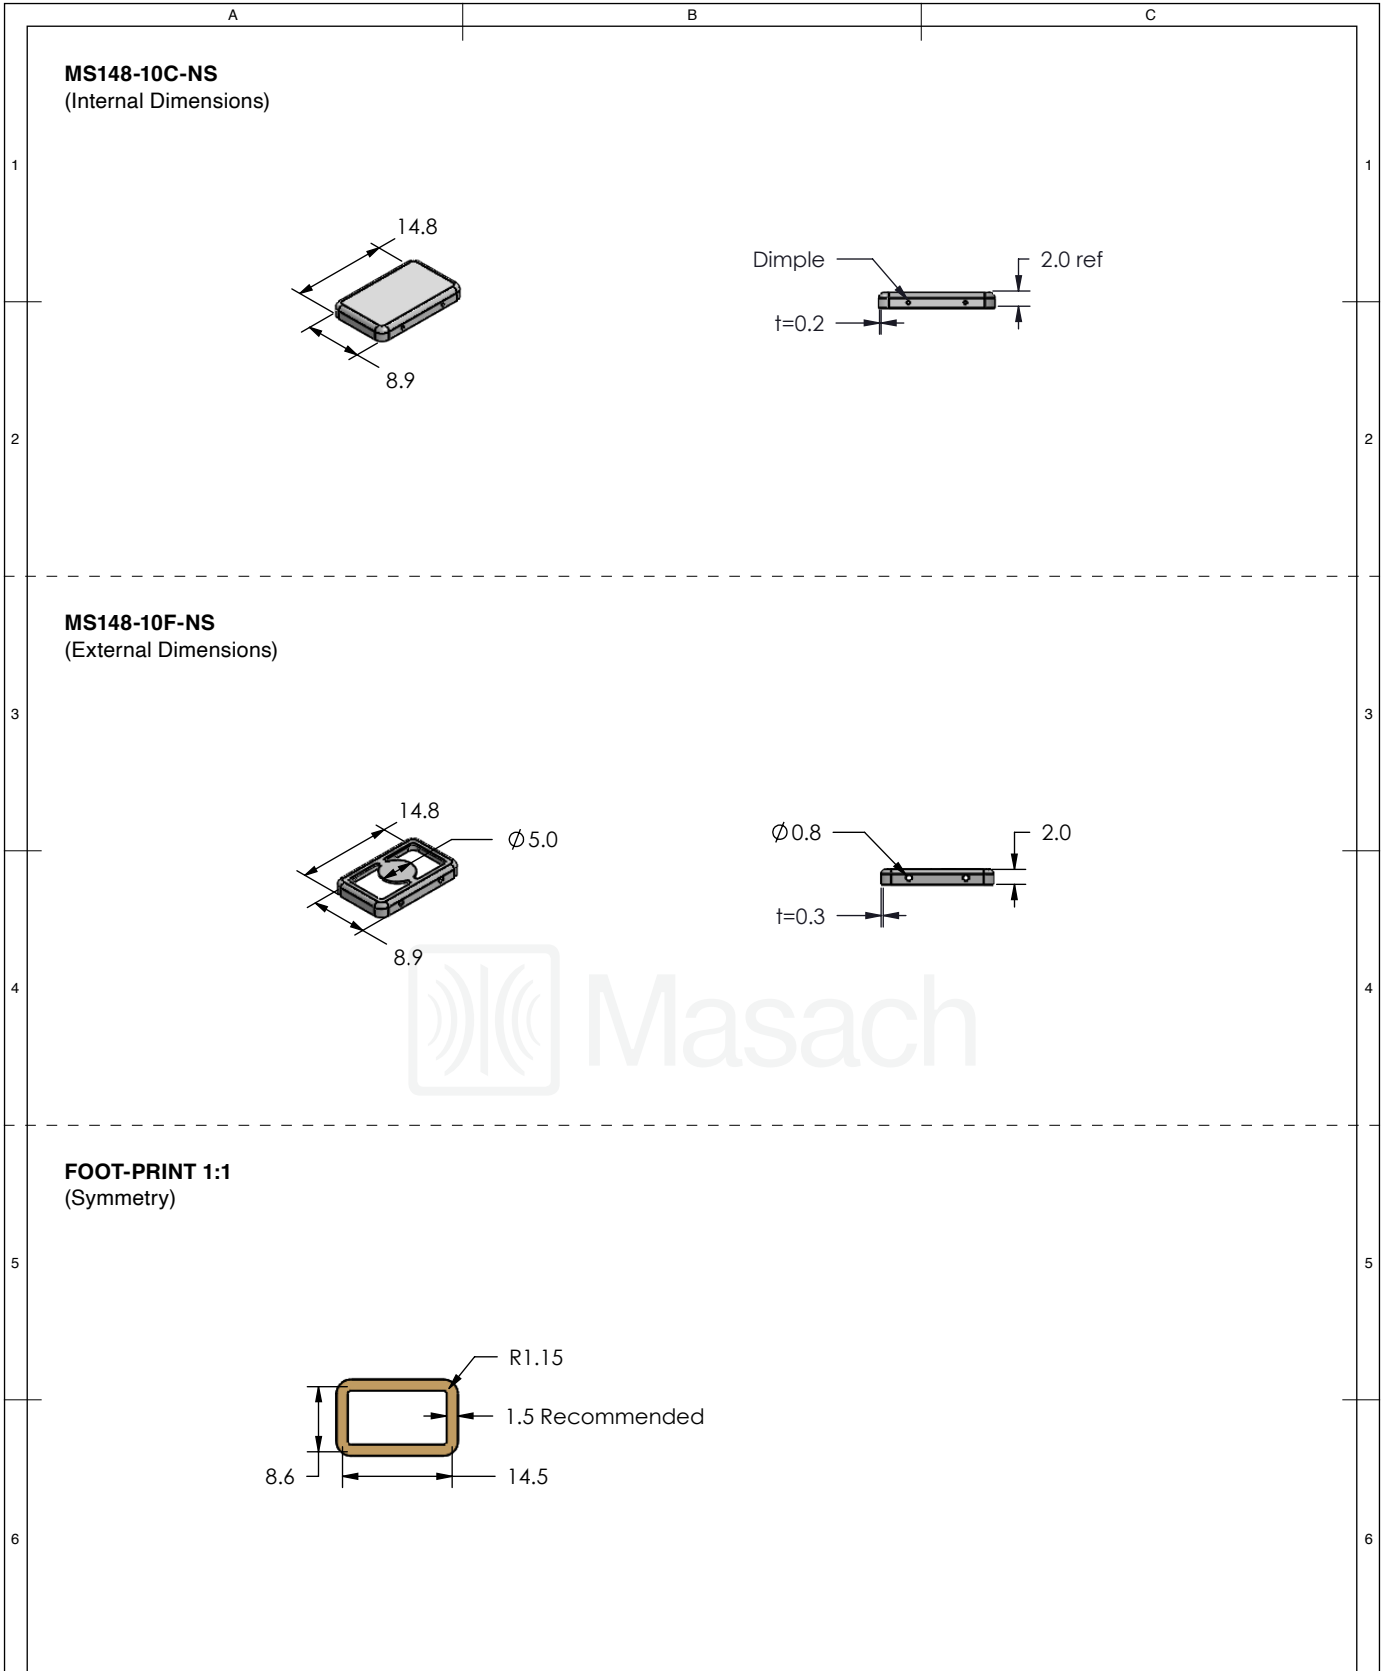 A B C
MS148-10C-NS
(Internal Dimensions)
1 1
14.8
Dimple 2.0 ref
t=0.2
8.9
2 2
MS148-10F-NS
(External Dimensions)
3 3
14.8
Ø5.0
Ø0.8 2.0
t=0.3
8.9
4 4
Masach
FOOT-PRINT 1:1
(Symmetry)
5 5
R1.15
1.5 Recommended
8.6 14.5
6 6